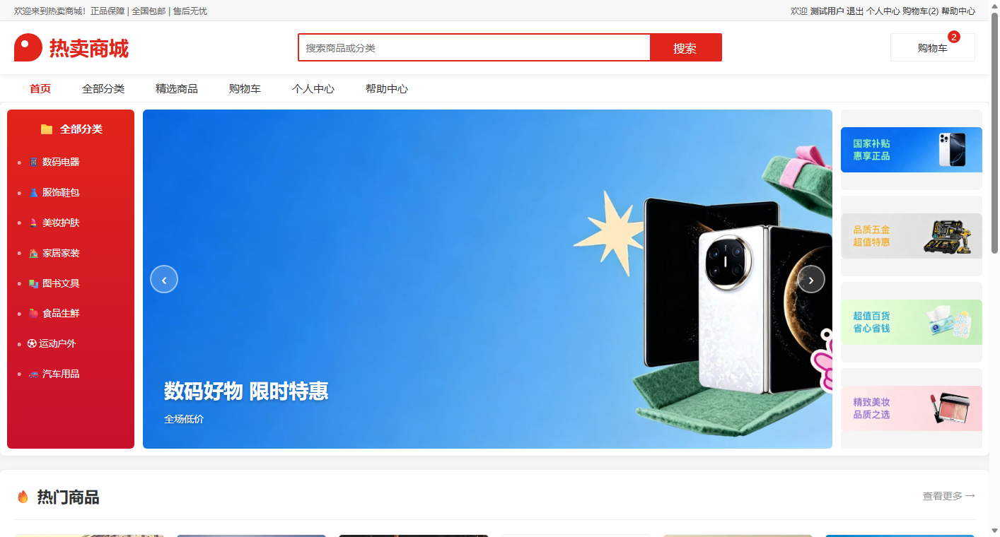 欢迎来到热卖商城！正品保障 | 全国包邮 | 售后无忧
欢迎 测试用户 退出 个人中心 购物车(2) 帮助中心
热卖商城
搜索商品或分类
搜索
购物车
2
首页
全部分类
精选商品
购物车
个人中心
帮助中心
全部分类
数码电器
服饰鞋包
美妆护肤
家居家装
图书文具
食品生鲜
运动户外
汽车用品
数码好物 限时特惠
全场低价
国家补贴
惠享正品
品质五金
超值特惠
超值百货
省心省钱
精致美妆
品质之选
热门商品
查看更多 →